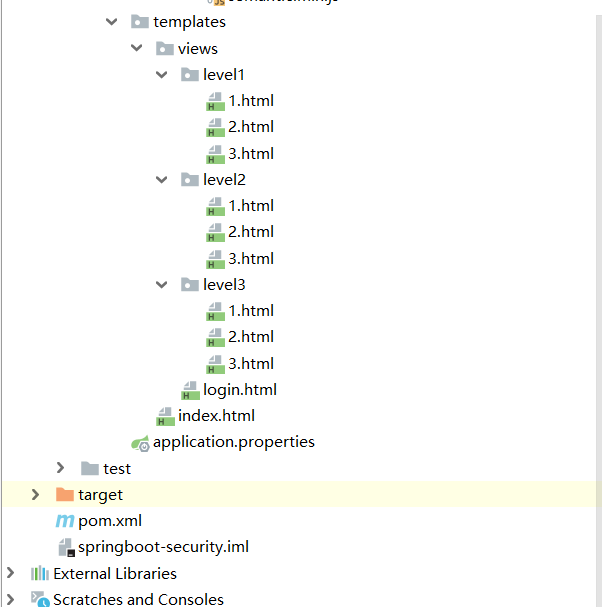 templates
views
level1
1.html
2.html
3.html
level2
1.html
2.html
3.html
level3
1.html
2.html
3.html
login.html
index.html
application.properties
test
target
pom.xml
springboot-security.iml
External Libraries
Scratches and Consoles